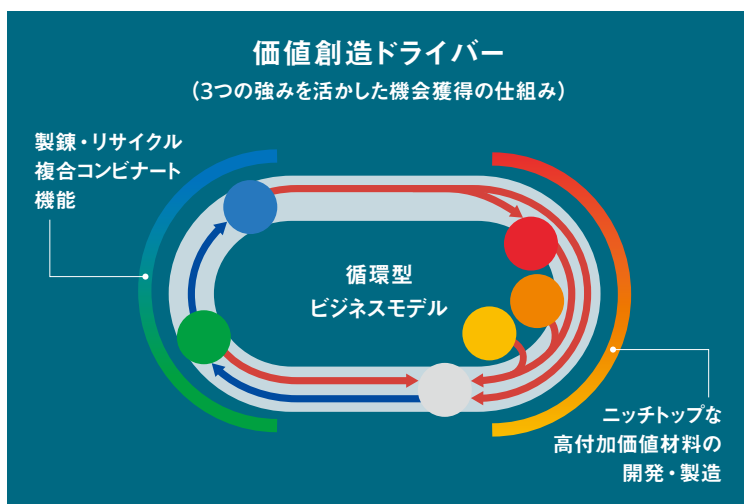 価値創造ドライバー
（3つの強みを活かした機会獲得の仕組み）
製錬・リサイクル
複合コンビナート
機能
循環型
ビジネスモデル
ニッチトップな
高付加価値材料の
開発・製造